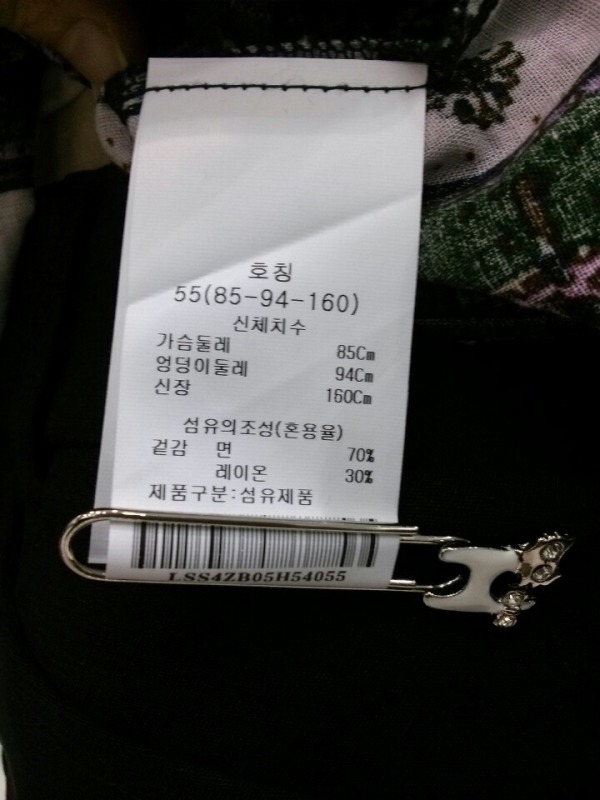 호칭
55(85-94-160)
신체치수
가슴둘레 85Cm
엉덩이둘레 94Cm
신장 160Cm
섬유의조성(혼용율)
겉감 면 70%
레이온 30%
제품구분:섬유제품
LSS4ZB05H54055